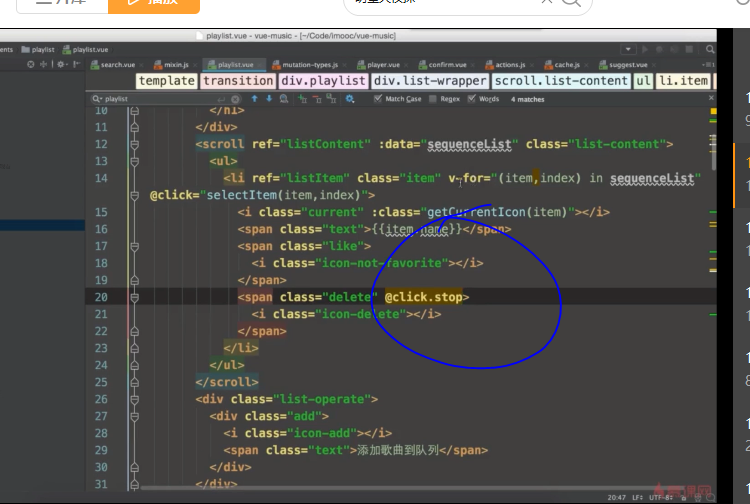 播放
playlist.vue - vue-music - [~/Code/imooc/vue-music]
ents playlist playlist.vue
search.vue mixin.js playlist.vue mutation-types.js player.vue confirm.vue actions.js cache.js suggest.vue
template transition div.playlist div.list-wrapper scroll.list-content ul li.item
playlist Match Case Regex Words 4 matches
10 </h1>
11 </div>
12 <scroll ref="listContent" :data="sequenceList" class="list-content">
13 <ul>
14 <li ref="listItem" class="item" v-for="(item,index) in sequenceList"
@click="selectItem(item,index)">
15 <i class="current" :class="getCurrentIcon(item)"></i>
16 <span class="text">{{item.name}}</span>
17 <span class="like">
18 <i class="icon-not-favorite"></i>
19 </span>
20 <span class="delete" @click.stop>
21 <i class="icon-delete"></i>
22 </span>
23 </li>
24 </ul>
25 </scroll>
26 <div class="list-operate">
27 <div class="add">
28 <i class="icon-add"></i>
29 <span class="text">添加歌曲到队列</span>
30 </div>
31 </div>
20:47 LF÷ UTF-8÷